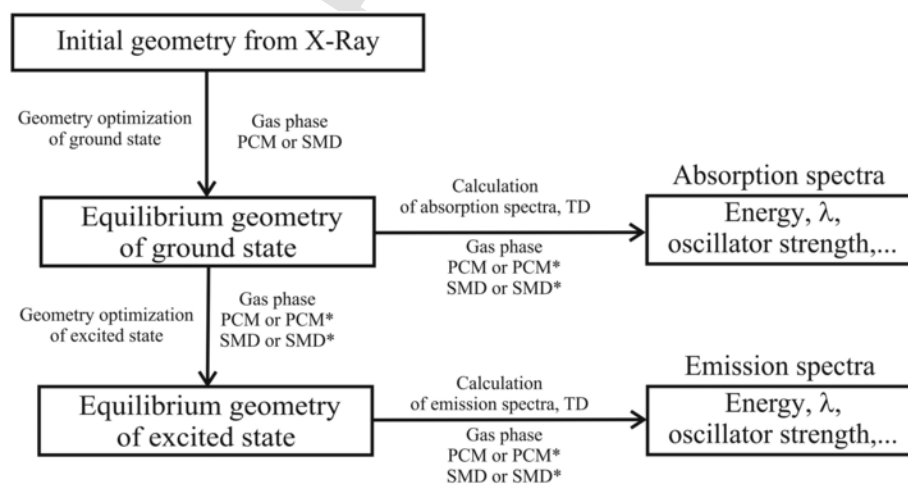 Initial geometry from X-Ray
Geometry optimization
of ground state
Gas phase
PCM or SMD
Equilibrium geometry
of ground state
Calculation
of absorption spectra, TD
Gas phase
PCM or PCM*
SMD or SMD*
Absorption spectra
Energy, λ,
oscillator strength,...
Geometry optimization
of excited state
Gas phase
PCM or PCM*
SMD or SMD*
Equilibrium geometry
of excited state
Calculation
of emission spectra, TD
Gas phase
PCM or PCM*
SMD or SMD*
Emission spectra
Energy, λ,
oscillator strength,...